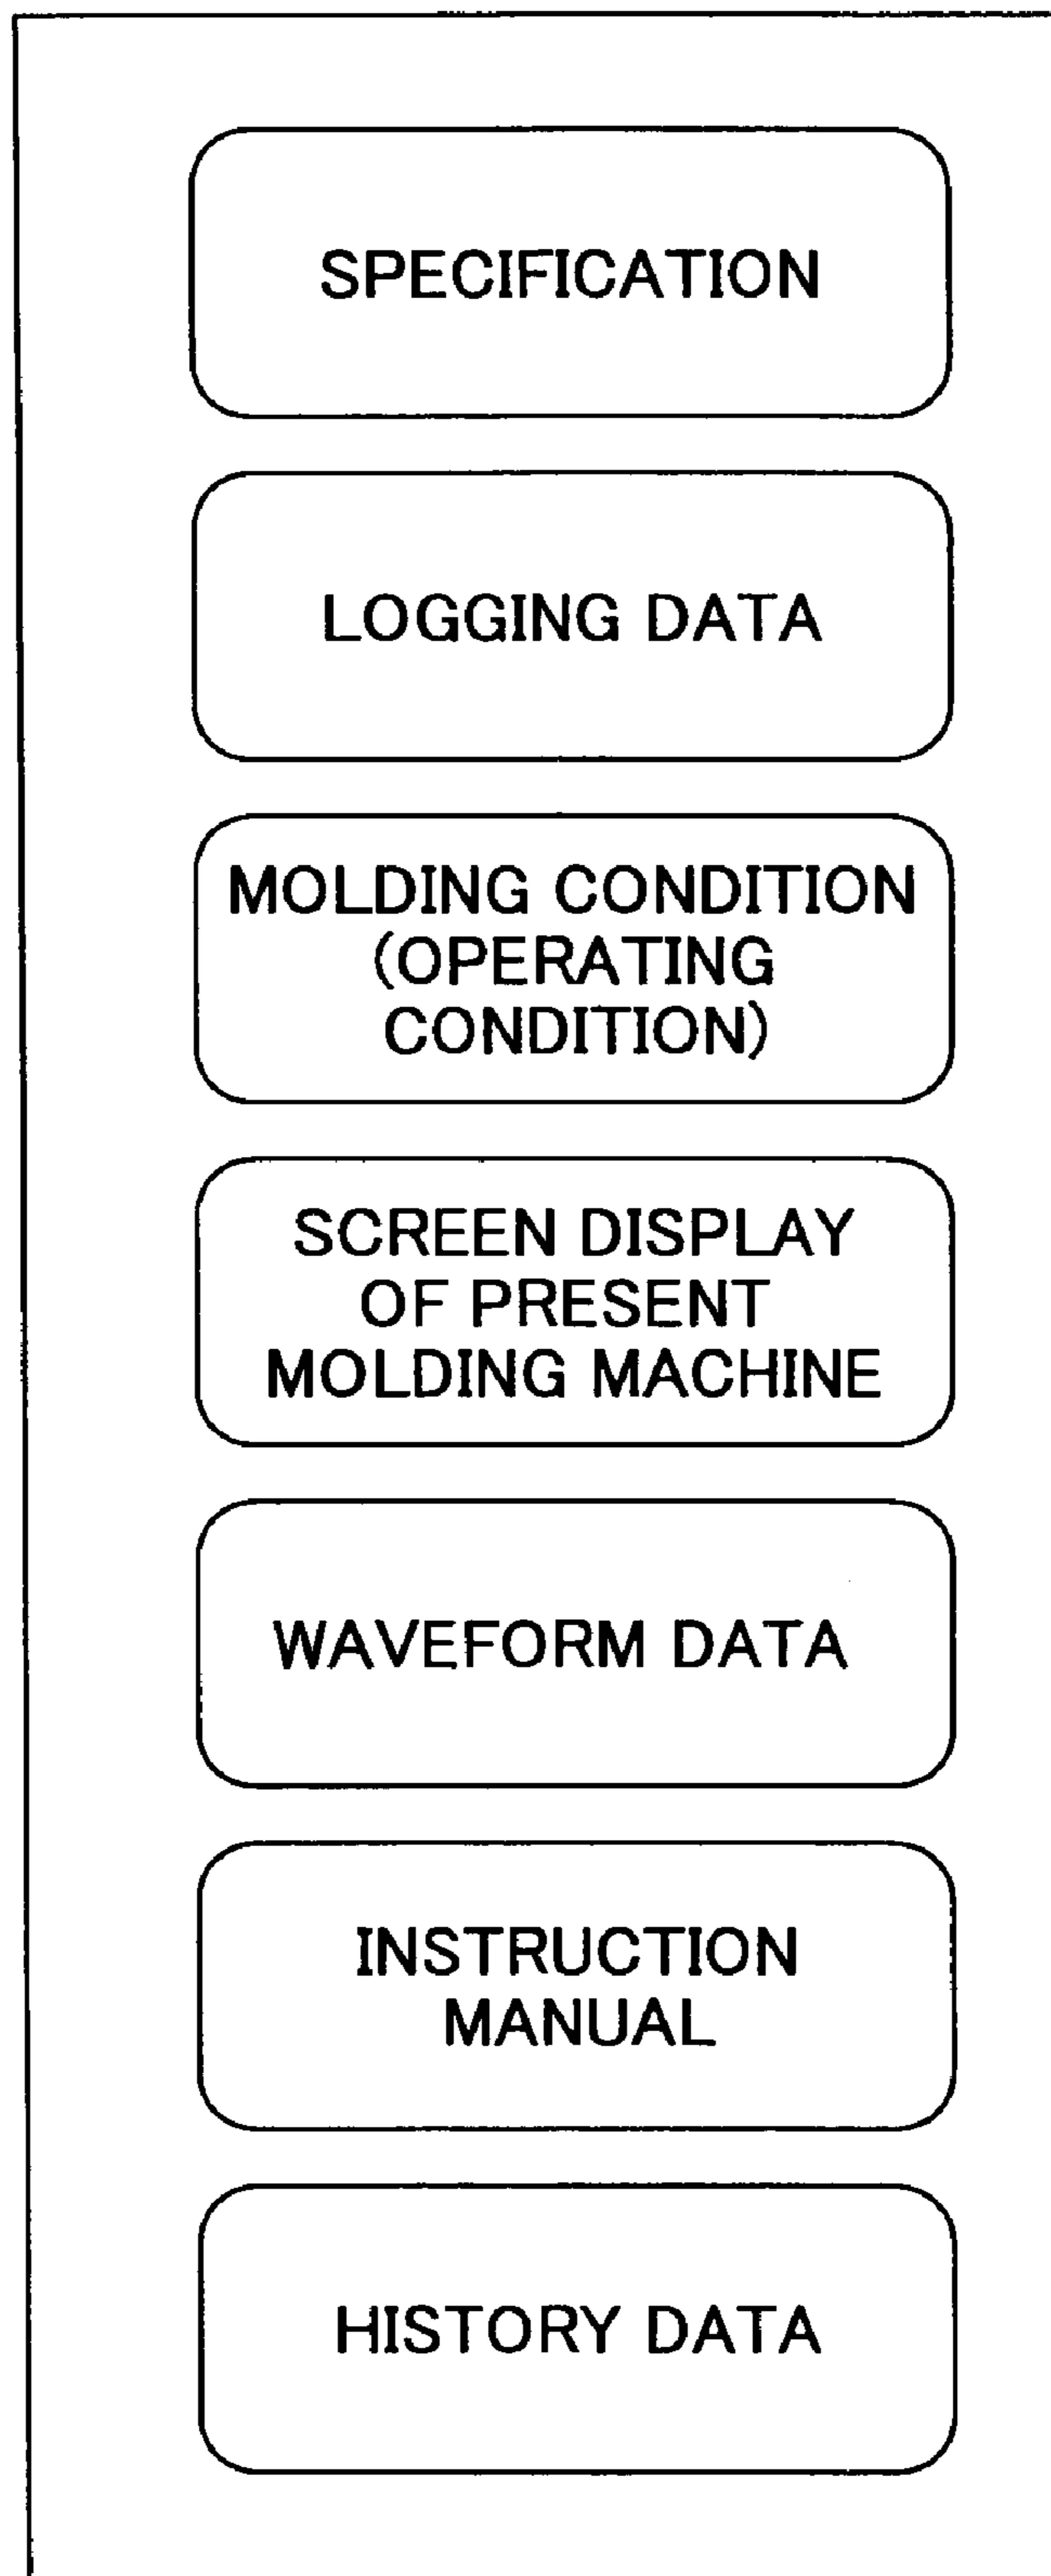 SPECIFICATION
LOGGING DATA
MOLDING CONDITION
(OPERATING
CONDITION)
SCREEN DISPLAY
OF PRESENT
MOLDING MACHINE
WAVEFORM DATA
INSTRUCTION
MANUAL
HISTORY DATA